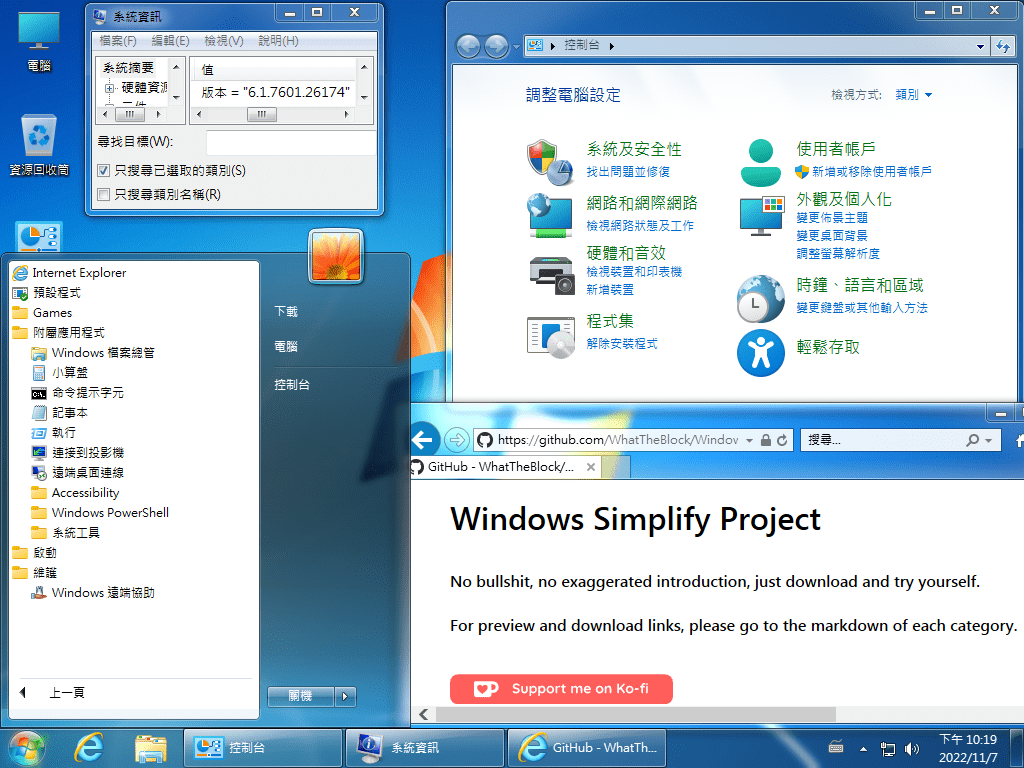 電腦
資源回收筒
系統資訊
檔案(F) 編輯(E) 檢視(V) 說明(H)
系統摘要
硬體資源
值
版本 = "6.1.7601.26174"
尋找目標(W):
只搜尋已選取的類別(S)
只搜尋類別名稱(R)
控制台
調整電腦設定
檢視方式: 類別
系統及安全性
找出問題並修復
網路和網際網路
檢視網路狀態及工作
硬體和音效
檢視裝置和印表機
新增裝置
程式集
解除安裝程式
使用者帳戶
新增或移除使用者帳戶
外觀及個人化
變更佈景主題
變更桌面背景
調整螢幕解析度
時鐘、語言和區域
變更鍵盤或其他輸入方法
輕鬆存取
Internet Explorer
預設程式
Games
附屬應用程式
Windows 檔案總管
小算盤
命令提示字元
記事本
執行
連接到投影機
遠端桌面連線
Accessibility
Windows PowerShell
系統工具
啟動
維護
Windows 遠端協助
上一頁
下載
電腦
控制台
關機
https://github.com/WhatTheBlock/Window
搜尋...
GitHub - WhatTheBlock/...
Windows Simplify Project
No bullshit, no exaggerated introduction, just download and try yourself.
For preview and download links, please go to the markdown of each category.
Support me on Ko-fi
控制台
系統資訊
GitHub - WhatTh...
下午 10:19
2022/11/7